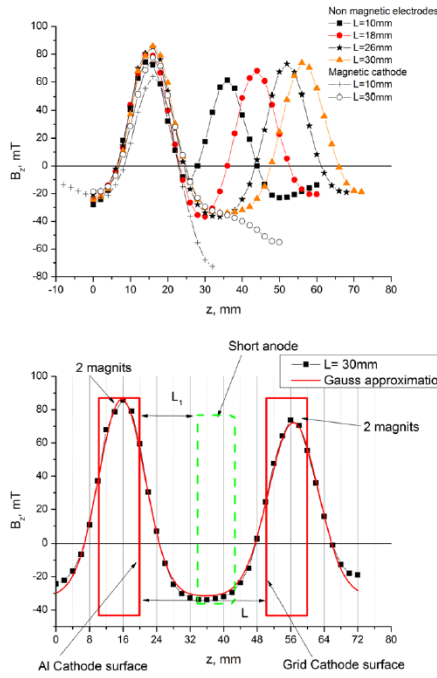 Non magnetic electrodes
L=10mm
L=18mm
L=26mm
L=30mm
Magnetic cathode
L=10mm
L=30mm
80
60
40
20
0
-20
-40
-60
-80
Bz, mT
-10 0 10 20 30 40 50 60 70 80
z, mm
Short anode
L= 30mm
Gauss approximation
2 magnits
L1
2 magnits
100
80
60
40
20
0
-20
-40
Bz, mT
L
0 8 16 24 32 40 48 56 64 72 80
Al Cathode surface
z, mm
Grid Cathode surface